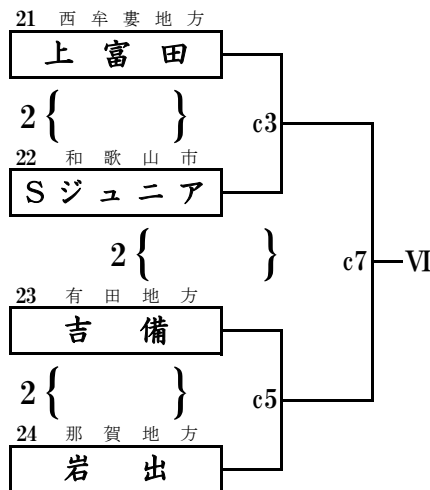 21 西牟婁地方
上富田
2 { }
c3
22 和歌山市
Sジュニア
2 { }
c7
Ⅵ
23 有田地方
吉備
2 { }
c5
24 那賀地方
岩出